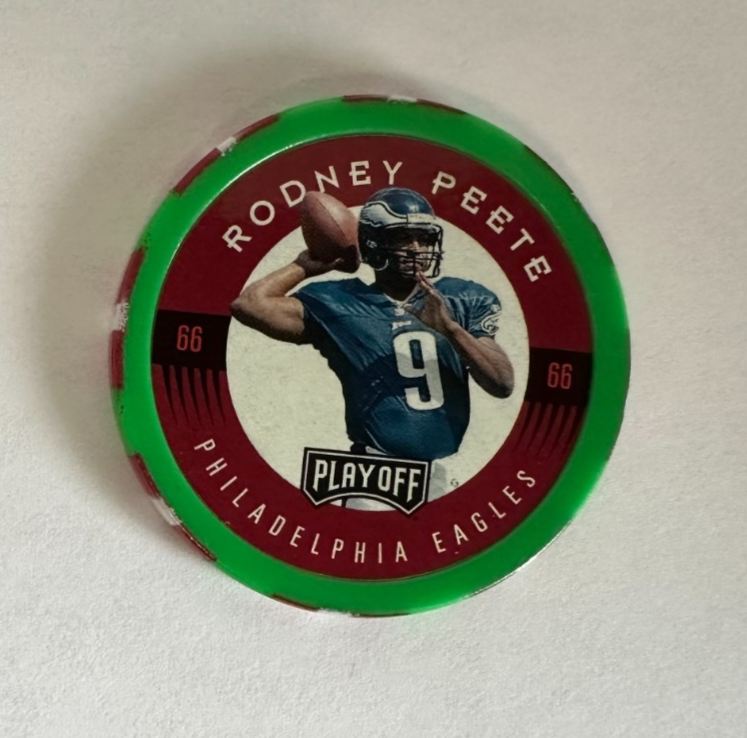 RODNEY PEETE
66
66
9
PLAYOFF
PHILADELPHIA EAGLES